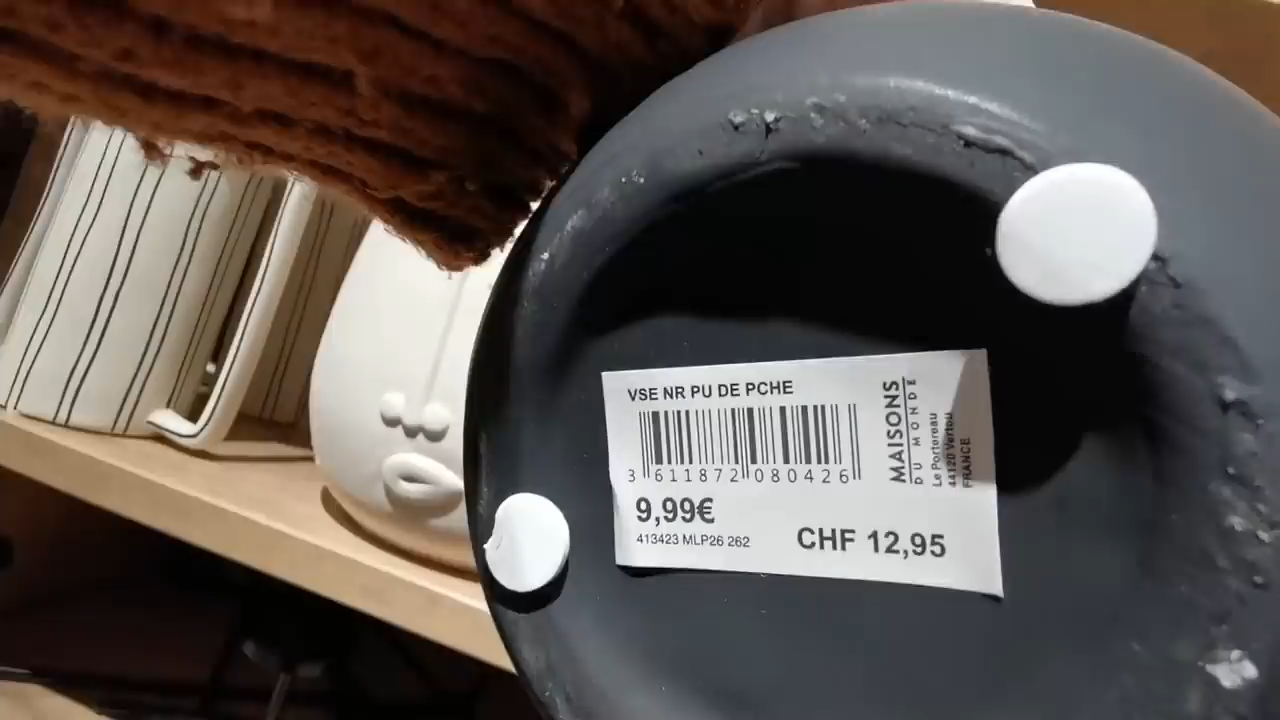 VSE NR PU DE PCHE
3 611872 080426
9,99€
413423 MLP26 262
CHF 12,95
MAISONS
DU MONDE
Le Portereau
44120 Vertou
FRANCE